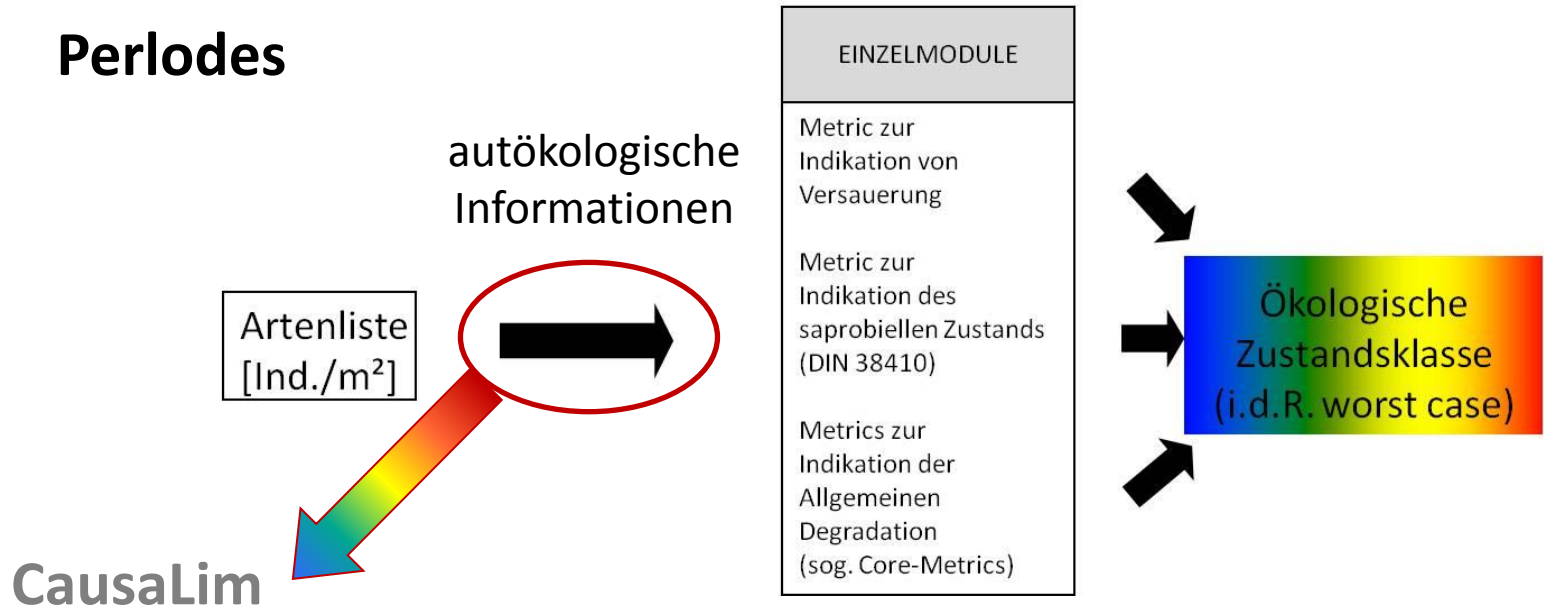 Perlodes
autökologische
Informationen
Artenliste
[Ind./m²]
EINZELMODULE
Metric zur
Indikation von
Versauerung
Metric zur
Indikation des
saprobiellen Zustands
(DIN 38410)
Metrics zur
Indikation der
Allgemeinen
Degradation
(sog. Core-Metrics)
Ökologische
Zustandsklasse
(i.d.R. worst case)
CausaLim